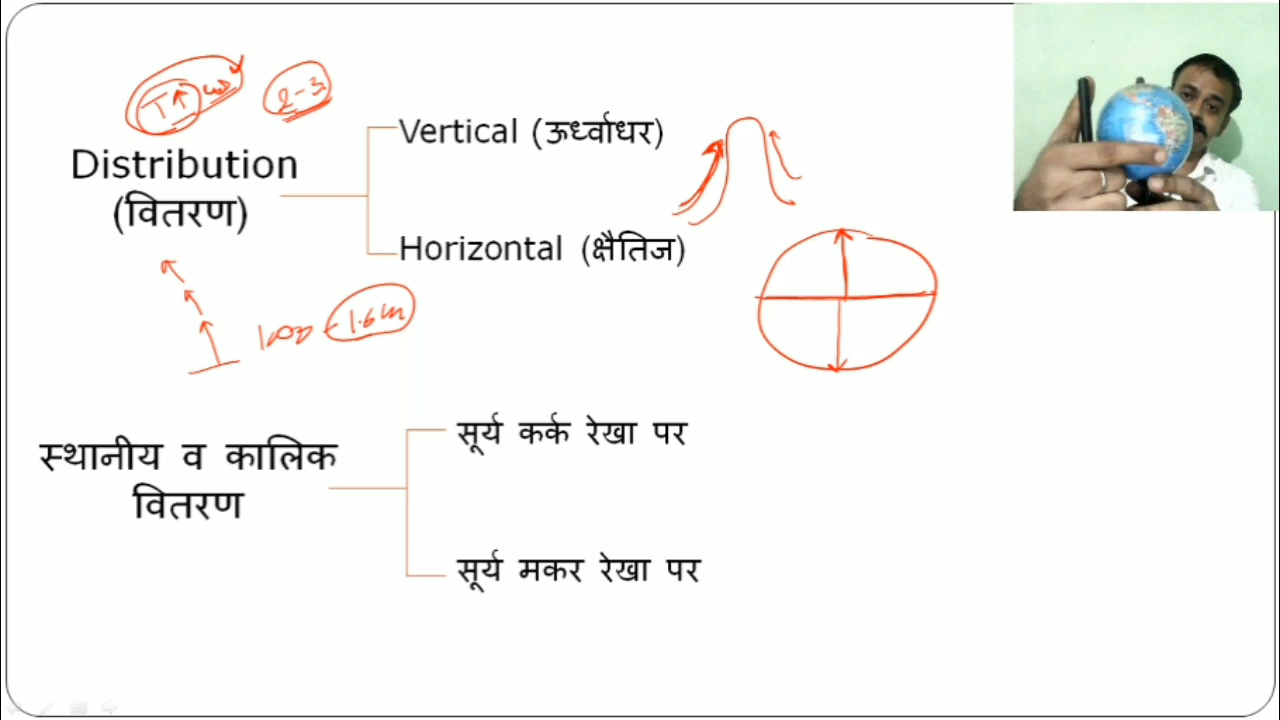 T↑
2-3
Distribution
(वितरण)
Vertical (ऊर्ध्वाधर)
Horizontal (क्षैतिज)
1000 - 1.6
स्थानीय व कालिक
वितरण
सूर्य कर्क रेखा पर
सूर्य मकर रेखा पर